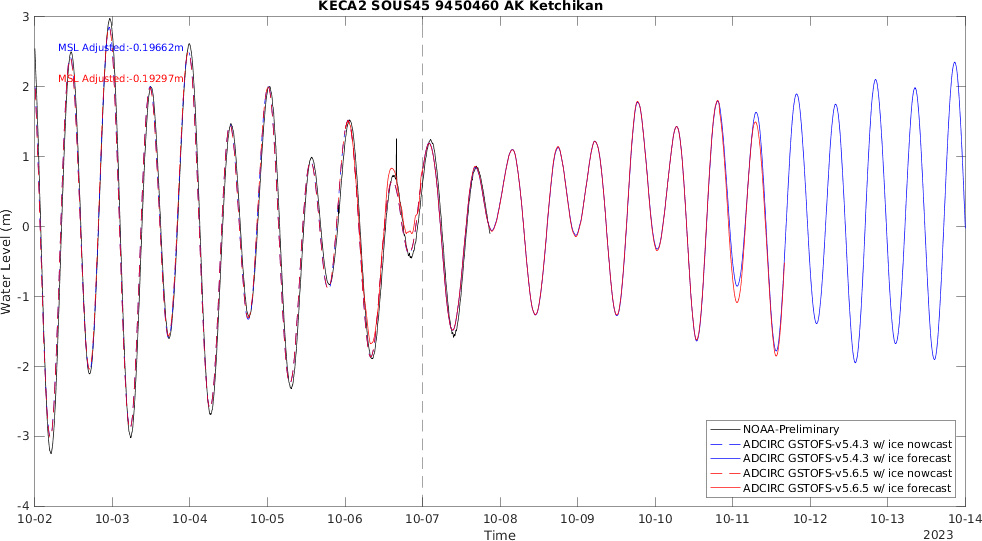 KECA2 SOUS45 9450460 AK Ketchikan
MSL Adjusted:-0.19662m
MSL Adjusted:-0.19297m
Water Level (m)
3
2
1
0
-1
-2
-3
-4
NOAA-Preliminary
ADCIRC GSTOFS-v5.4.3 w/ ice nowcast
ADCIRC GSTOFS-v5.4.3 w/ ice forecast
ADCIRC GSTOFS-v5.6.5 w/ ice nowcast
ADCIRC GSTOFS-v5.6.5 w/ ice forecast
10-02 10-03 10-04 10-05 10-06 10-07 10-08 10-09 10-10 10-11 10-12 10-13 10-14
Time
2023